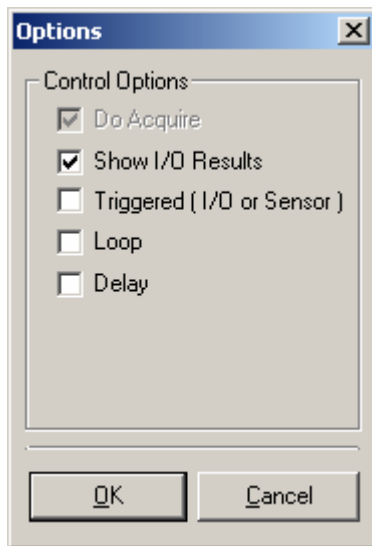 Options
Control Options
Do Acquire
Show I/O Results
Triggered ( I/O or Sensor )
Loop
Delay
OK Cancel